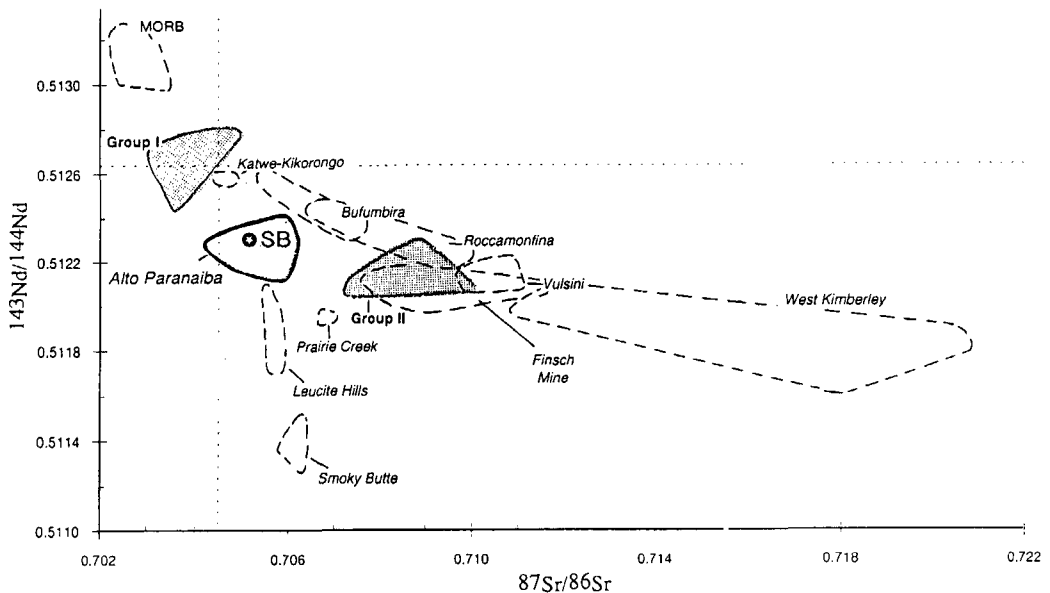 MORB
0.5130
Group I
Katwe-Kikorongo
0.5126
Bufumbira
SB
Roccamonfina
0.5122
Alto Paranaiba
Vulsini
West Kimberley
Group II
Prairie Creek
0.5118
Finsch
Mine
Leucite Hills
0.5114
Smoky Butte
0.5110
0.702
0.706
0.710
0.714
0.718
0.722
87Sr/86Sr
143Nd/144Nd